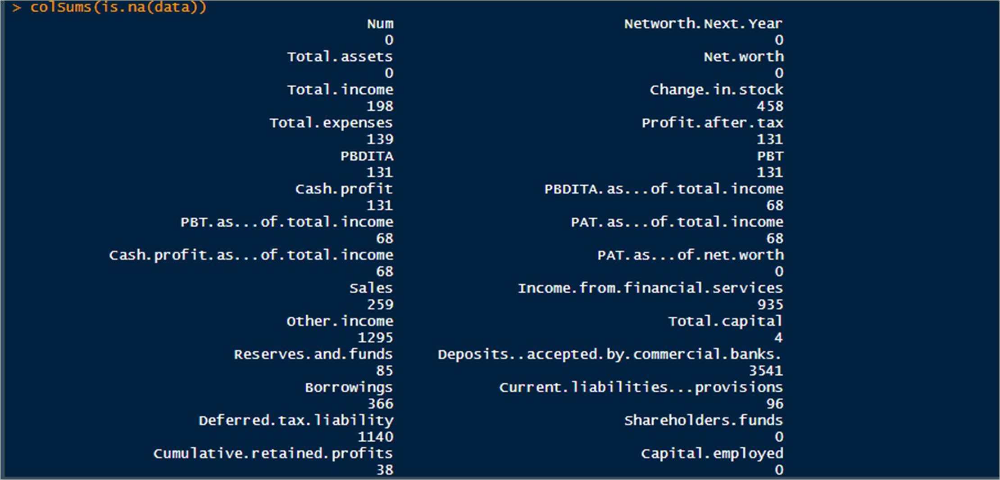 > colSums(is.na(data))
Num Networth.Next.Year
0 0
Total.assets Net.worth
0 0
Total.income Change.in.stock
198 458
Total.expenses Profit.after.tax
139 131
PBDITA PBT
131 131
Cash.profit PBDITA.as...of.total.income
131 68
PBT.as...of.total.income PAT.as...of.total.income
68 68
Cash.profit.as...of.total.income PAT.as...of.net.worth
68 0
Sales Income.from.financial.services
259 935
Other.income Total.capital
1295 4
Reserves.and.funds Deposits..accepted.by.commercial.banks.
85 3541
Borrowings Current.liabilities...provisions
366 96
Deferred.tax.liability Shareholders.funds
1140 0
Cumulative.retained.profits Capital.employed
38 0